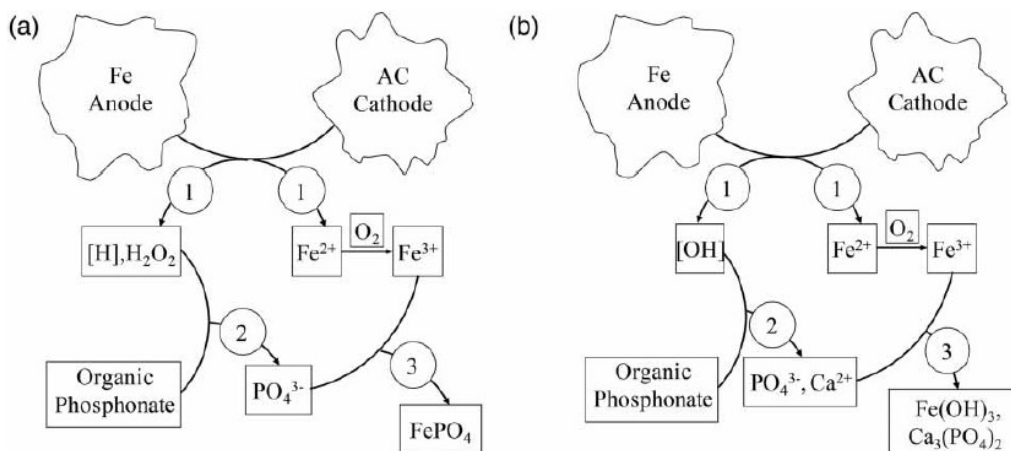 (a)
Fe
Anode
AC
Cathode
1
1
[H],H₂O₂
Fe²⁺
O₂
Fe³⁺
2
3
Organic
Phosphonate
PO₄³⁻
FePO₄
(b)
Fe
Anode
AC
Cathode
1
1
[OH]
Fe²⁺
O₂
Fe³⁺
2
3
Organic
Phosphonate
PO₄³⁻, Ca²⁺
Fe(OH)₃,
Ca₃(PO₄)₂